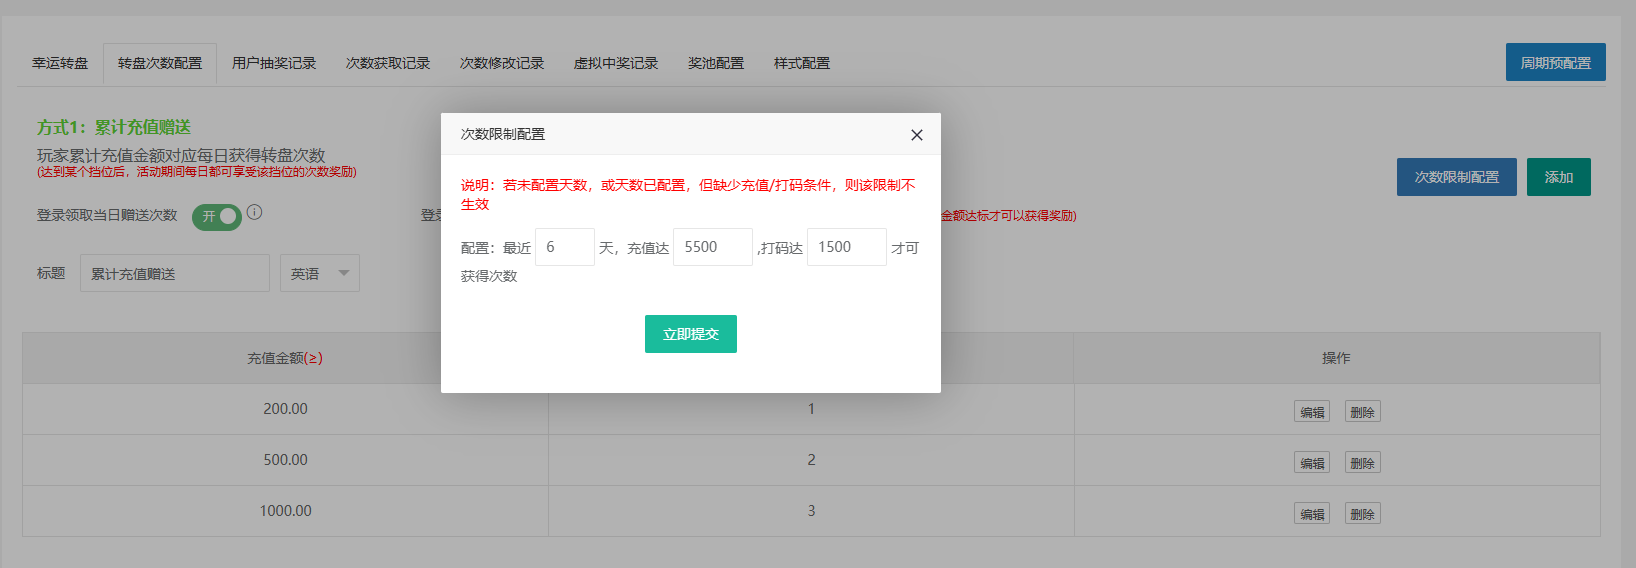 幸运转盘 转盘次数配置 用户抽奖记录 次数获取记录 次数修改记录 虚拟中奖记录 奖池配置 样式配置 周期预配置
方式1：累计充值赠送
玩家累计充值金额对应每日获得转盘次数
(达到某个挡位后，活动期间每日都可享受该挡位的次数奖励)
次数限制配置 添加
登录领取当日赠送次数 开 登 金额达标才可以获得奖励)
标题 累计充值赠送 英语
次数限制配置
说明：若未配置天数，或天数已配置，但缺少充值/打码条件，则该限制不
生效
配置：最近 6 天，充值达 5500 ,打码达 1500 才可
获得次数
立即提交
充值金额(≥) 操作
200.00 1 编辑 删除
500.00 2 编辑 删除
1000.00 3 编辑 删除